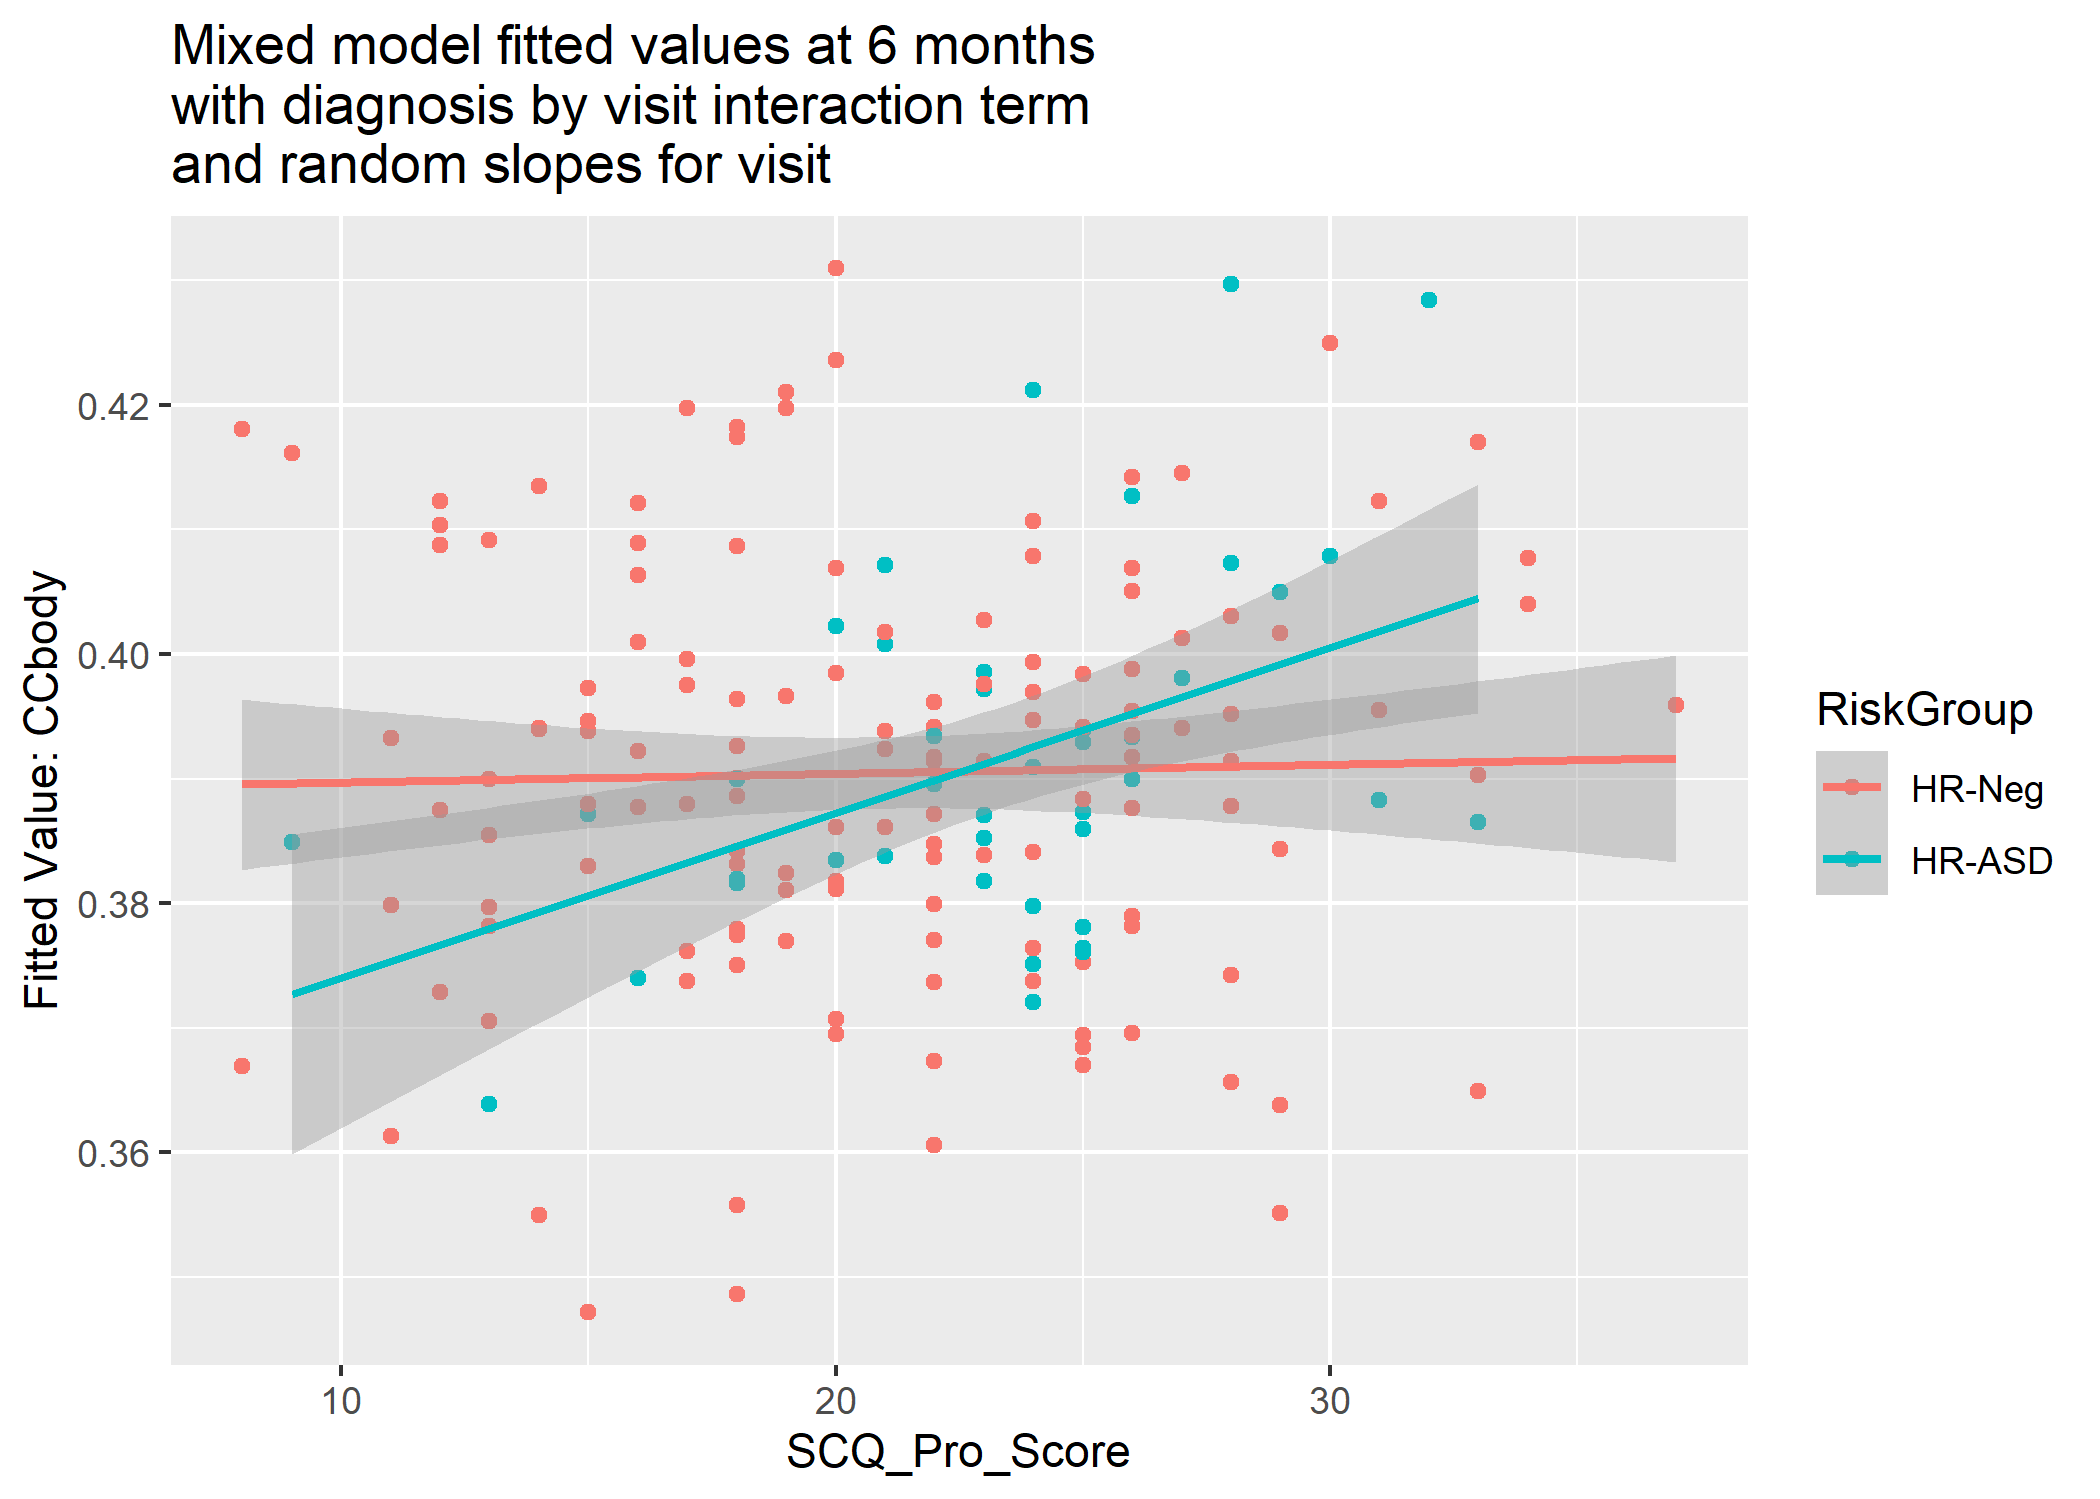 Mixed model fitted values at 6 months
with diagnosis by visit interaction term
and random slopes for visit
Fitted Value: CCbody
0.42
0.40
0.38
0.36
10
20
30
SCQ_Pro_Score
RiskGroup
HR-Neg
HR-ASD